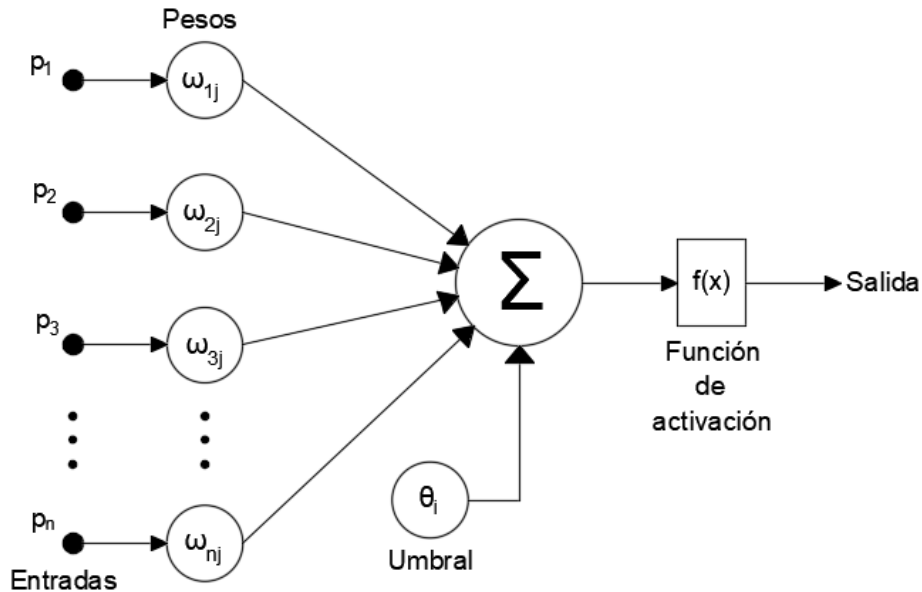 Pesos
p₁
ω₁ⱼ
p₂
ω₂ⱼ
p₃
ω₃ⱼ
pₙ
ωₙⱼ
Entradas
Σ
θᵢ
Umbral
f(x)
Función
de
activación
Salida